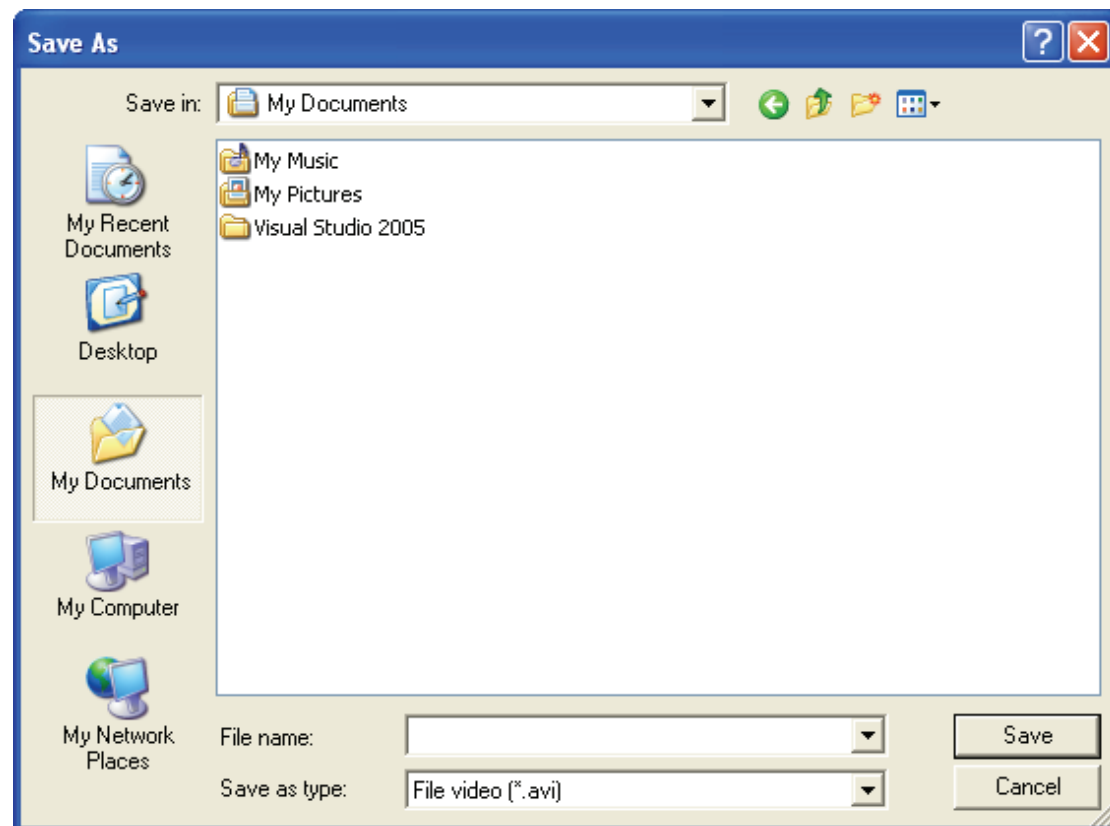 Save As
Save in:
My Documents
My Recent
Documents
Desktop
My Documents
My Computer
My Network
Places
My Music
My Pictures
Visual Studio 2005
File name:
Save
Save as type:
File video (*.avi)
Cancel